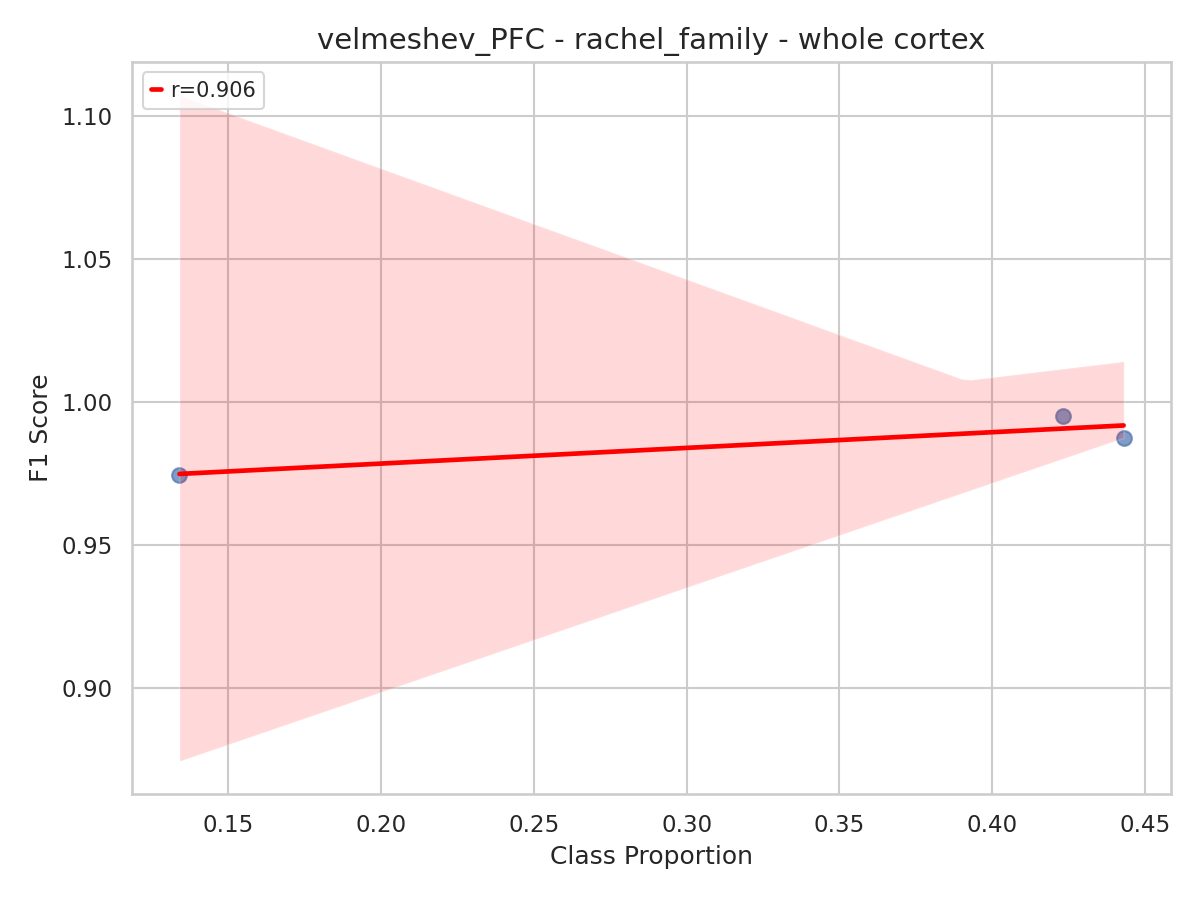 velmeshev_PFC - rachel_family - whole cortex
r=0.906
1.10
1.05
1.00
0.95
0.90
F1 Score
0.15 0.20 0.25 0.30 0.35 0.40 0.45
Class Proportion